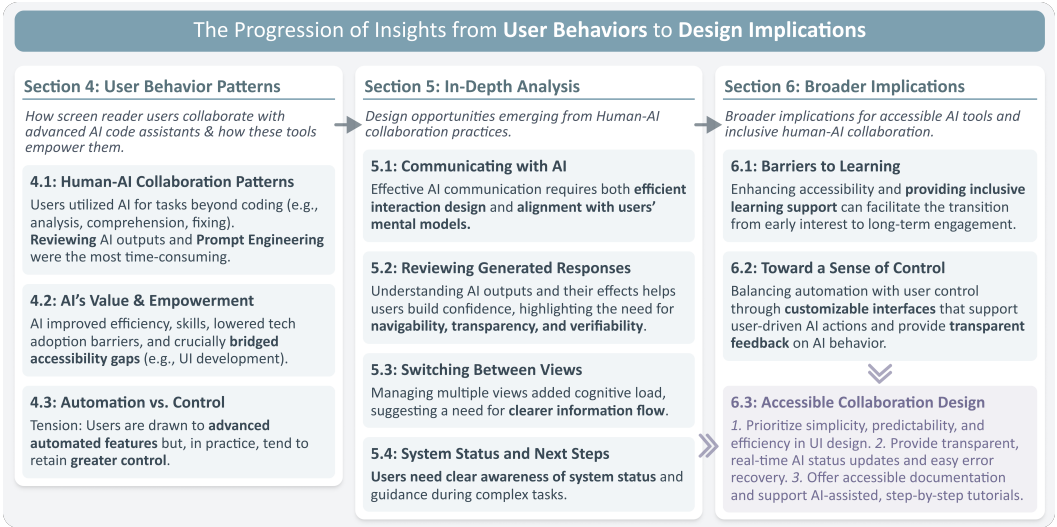 The Progression of Insights from User Behaviors to Design Implications
Section 4: User Behavior Patterns
How screen reader users collaborate with
advanced AI code assistants & how these tools
empower them.
4.1: Human-AI Collaboration Patterns
Users utilized AI for tasks beyond coding (e.g.,
analysis, comprehension, fixing).
Reviewing AI outputs and Prompt Engineering
were the most time-consuming.
4.2: AI’s Value & Empowerment
AI improved efficiency, skills, lowered tech
adoption barriers, and crucially bridged
accessibility gaps (e.g., UI development).
4.3: Automation vs. Control
Tension: Users are drawn to advanced
automated features but, in practice, tend to
retain greater control.
Section 5: In-Depth Analysis
Design opportunities emerging from Human-AI
collaboration practices.
5.1: Communicating with AI
Effective AI communication requires both efficient
interaction design and alignment with users’
mental models.
5.2: Reviewing Generated Responses
Understanding AI outputs and their effects helps
users build confidence, highlighting the need for
navigability, transparency, and verifiability.
5.3: Switching Between Views
Managing multiple views added cognitive load,
suggesting a need for clearer information flow.
5.4: System Status and Next Steps
Users need clear awareness of system status and
guidance during complex tasks.
Section 6: Broader Implications
Broader implications for accessible AI tools and
inclusive human-AI collaboration.
6.1: Barriers to Learning
Enhancing accessibility and providing inclusive
learning support can facilitate the transition
from early interest to long-term engagement.
6.2: Toward a Sense of Control
Balancing automation with user control
through customizable interfaces that support
user-driven AI actions and provide transparent
feedback on AI behavior.
6.3: Accessible Collaboration Design
1. Prioritize simplicity, predictability, and
efficiency in UI design. 2. Provide transparent,
real-time AI status updates and easy error
recovery. 3. Offer accessible documentation
and support AI-assisted, step-by-step tutorials.